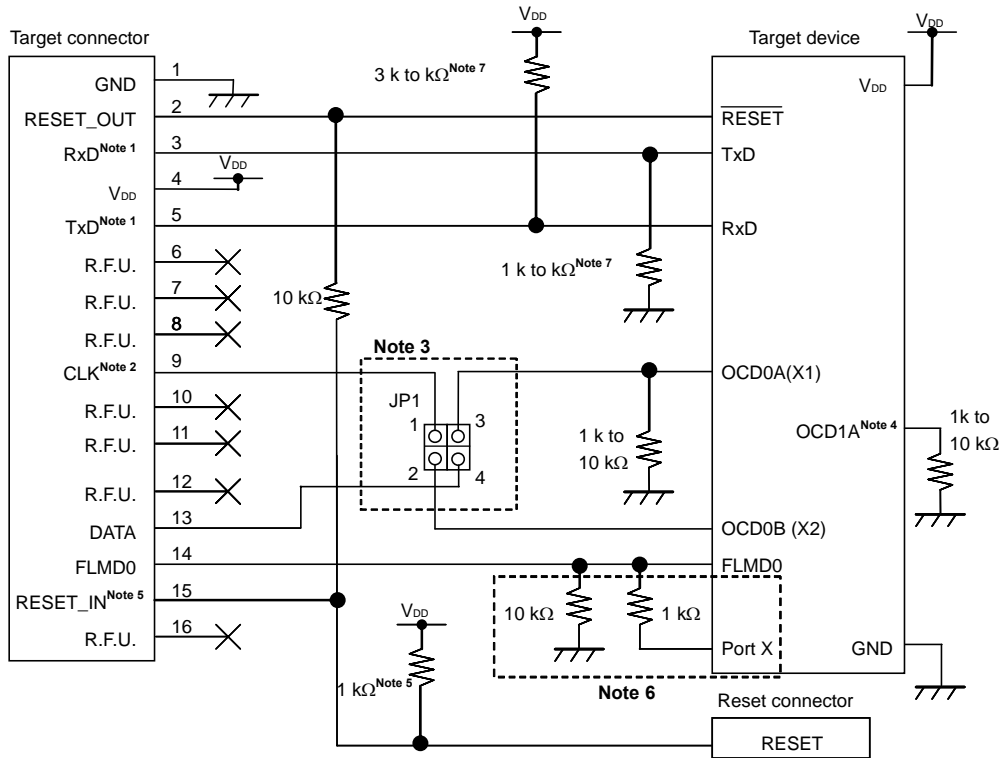 VDD
VDD
Target connector
Target device
GND
1
3 k to kΩNote 7
VDD
RESET_OUT
2
RESET
RxDNote 1
3
TxD
VDD
4
VDD
TxDNote 1
5
RxD
R.F.U.
6
1 k to kΩNote 7
R.F.U.
7
10 kΩ
R.F.U.
8
Note 3
CLKNote 2
9
OCD0A(X1)
JP1
R.F.U.
10
1
3
1k to
10 kΩ
OCD1ANote 4
R.F.U.
11
1 k to
10 kΩ
2
4
R.F.U.
12
DATA
13
OCD0B (X2)
FLMD0
14
FLMD0
RESET_INNote 5
15
VDD
10 kΩ
1 kΩ
R.F.U.
16
Port X
GND
1 kΩNote 5
Note 6
Reset connector
RESET